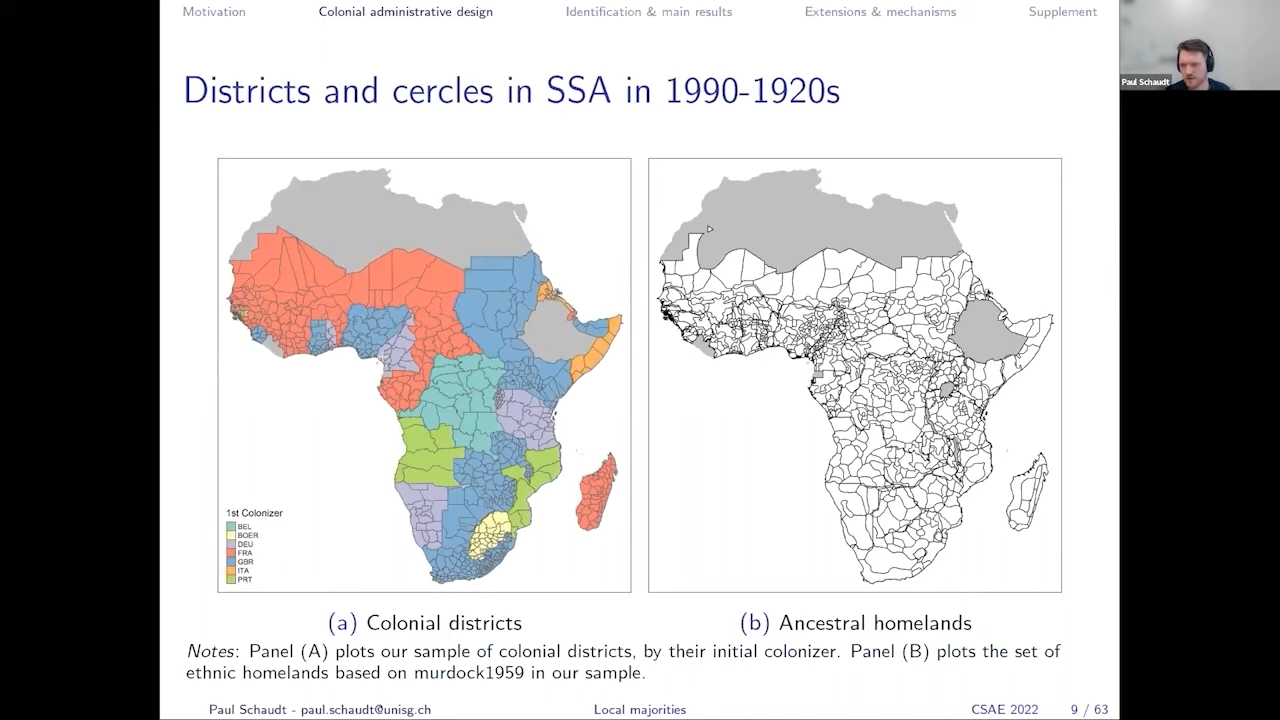 Motivation Colonial administrative design Identification & main results Extensions & mechanisms Supplement
Paul Schaudt
Districts and cercles in SSA in 1990-1920s
1st Colonizer
BEL
BOER
DEU
FRA
GBR
ITA
PRT
(a) Colonial districts
(b) Ancestral homelands
Notes: Panel (A) plots our sample of colonial districts, by their initial colonizer. Panel (B) plots the set of
ethnic homelands based on murdock1959 in our sample.
Paul Schaudt - paul.schaudt@unisg.ch Local majorities CSAE 2022 9 / 63